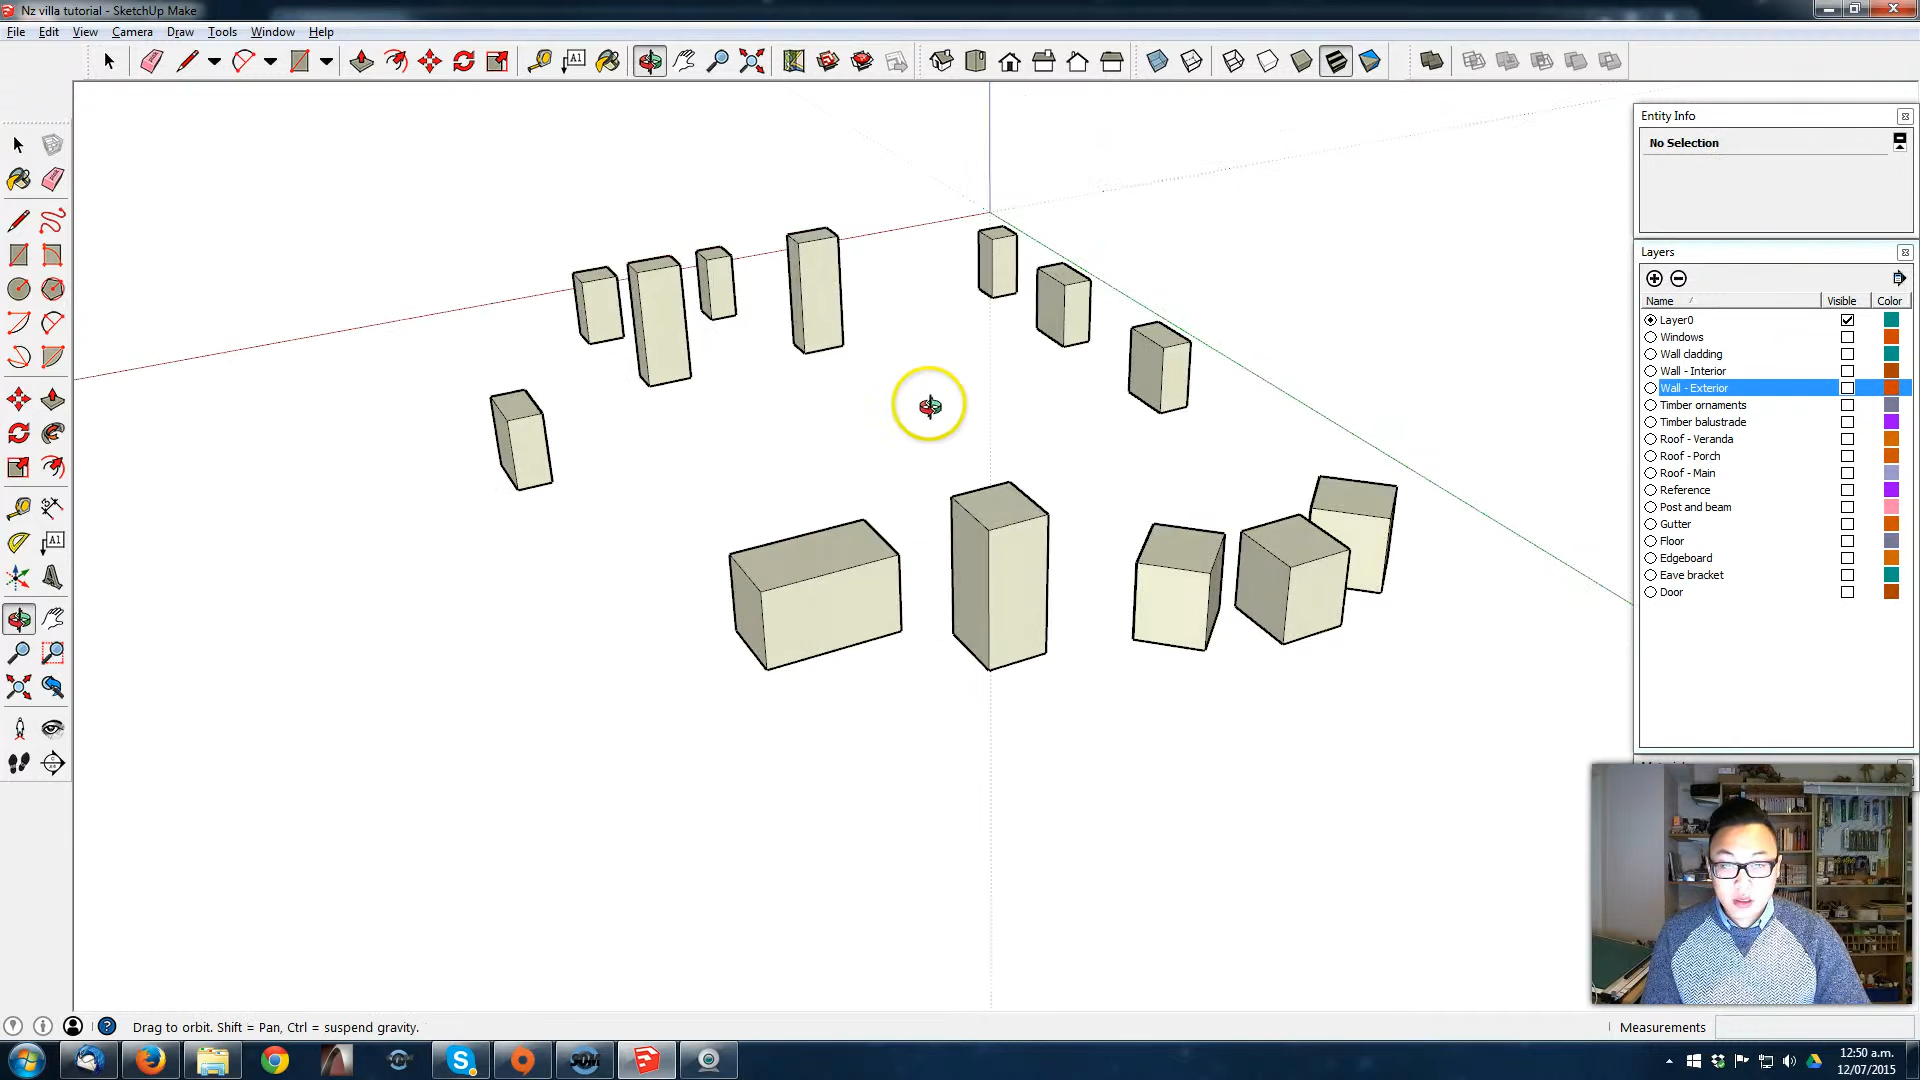 Nz villa tutorial - SketchUp Make
File Edit View Camera Draw Tools Window Help
A1
Entity Info
No Selection
Layers
Name / Visible Color
Layer0
Windows
Wall cladding
Wall - Interior
Wall - Exterior
Timber ornaments
Timber balustrade
Roof - Veranda
Roof - Porch
Roof - Main
Reference
Post and beam
Gutter
Floor
Edgeboard
Eave bracket
Door
A1
Drag to orbit. Shift = Pan, Ctrl = suspend gravity.
Measurements
12:50 a.m.
12/07/2015